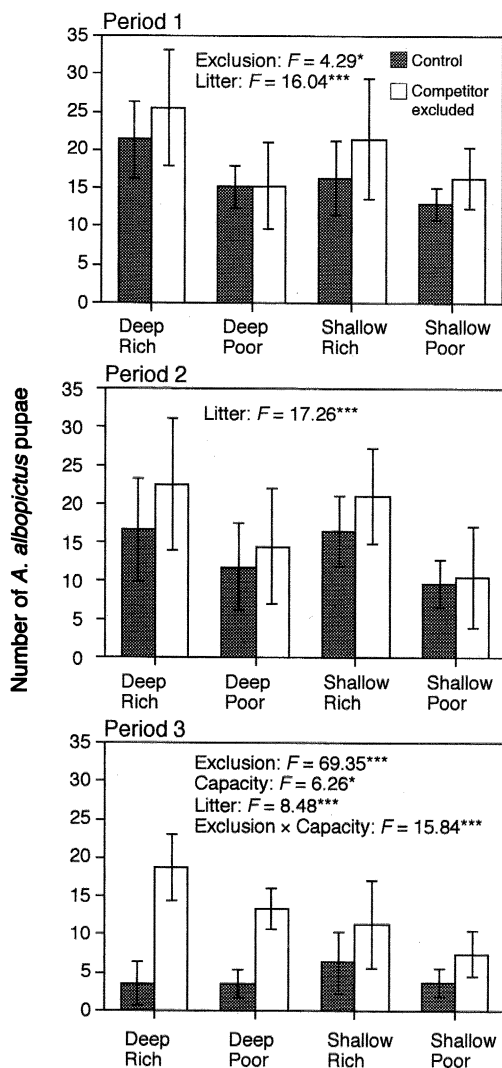 Number of A. albopictus pupae
Period 1
35
30
25
20
15
10
5
0
Exclusion: F = 4.29*
Litter: F = 16.04***
Control
Competitor
excluded
Deep
Rich
Deep
Poor
Shallow
Rich
Shallow
Poor
Period 2
35
30
25
20
15
10
5
0
Litter: F = 17.26***
Deep
Rich
Deep
Poor
Shallow
Rich
Shallow
Poor
Period 3
35
30
25
20
15
10
5
0
Exclusion: F = 69.35***
Capacity: F = 6.26*
Litter: F = 8.48***
Exclusion × Capacity: F = 15.84***
Deep
Rich
Deep
Poor
Shallow
Rich
Shallow
Poor